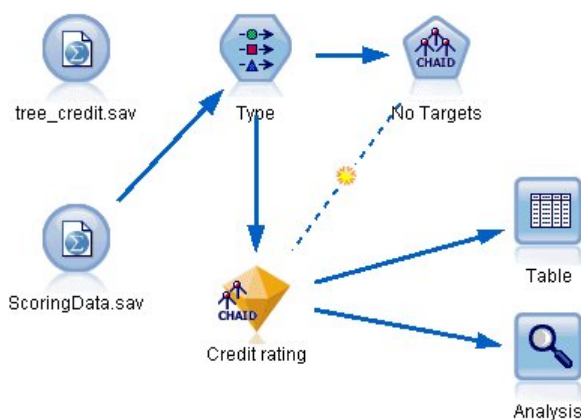 CHAID
tree_credit.sav
Type
No Targets
ScoringData.sav
CHAID
Credit rating
Table
Analysis